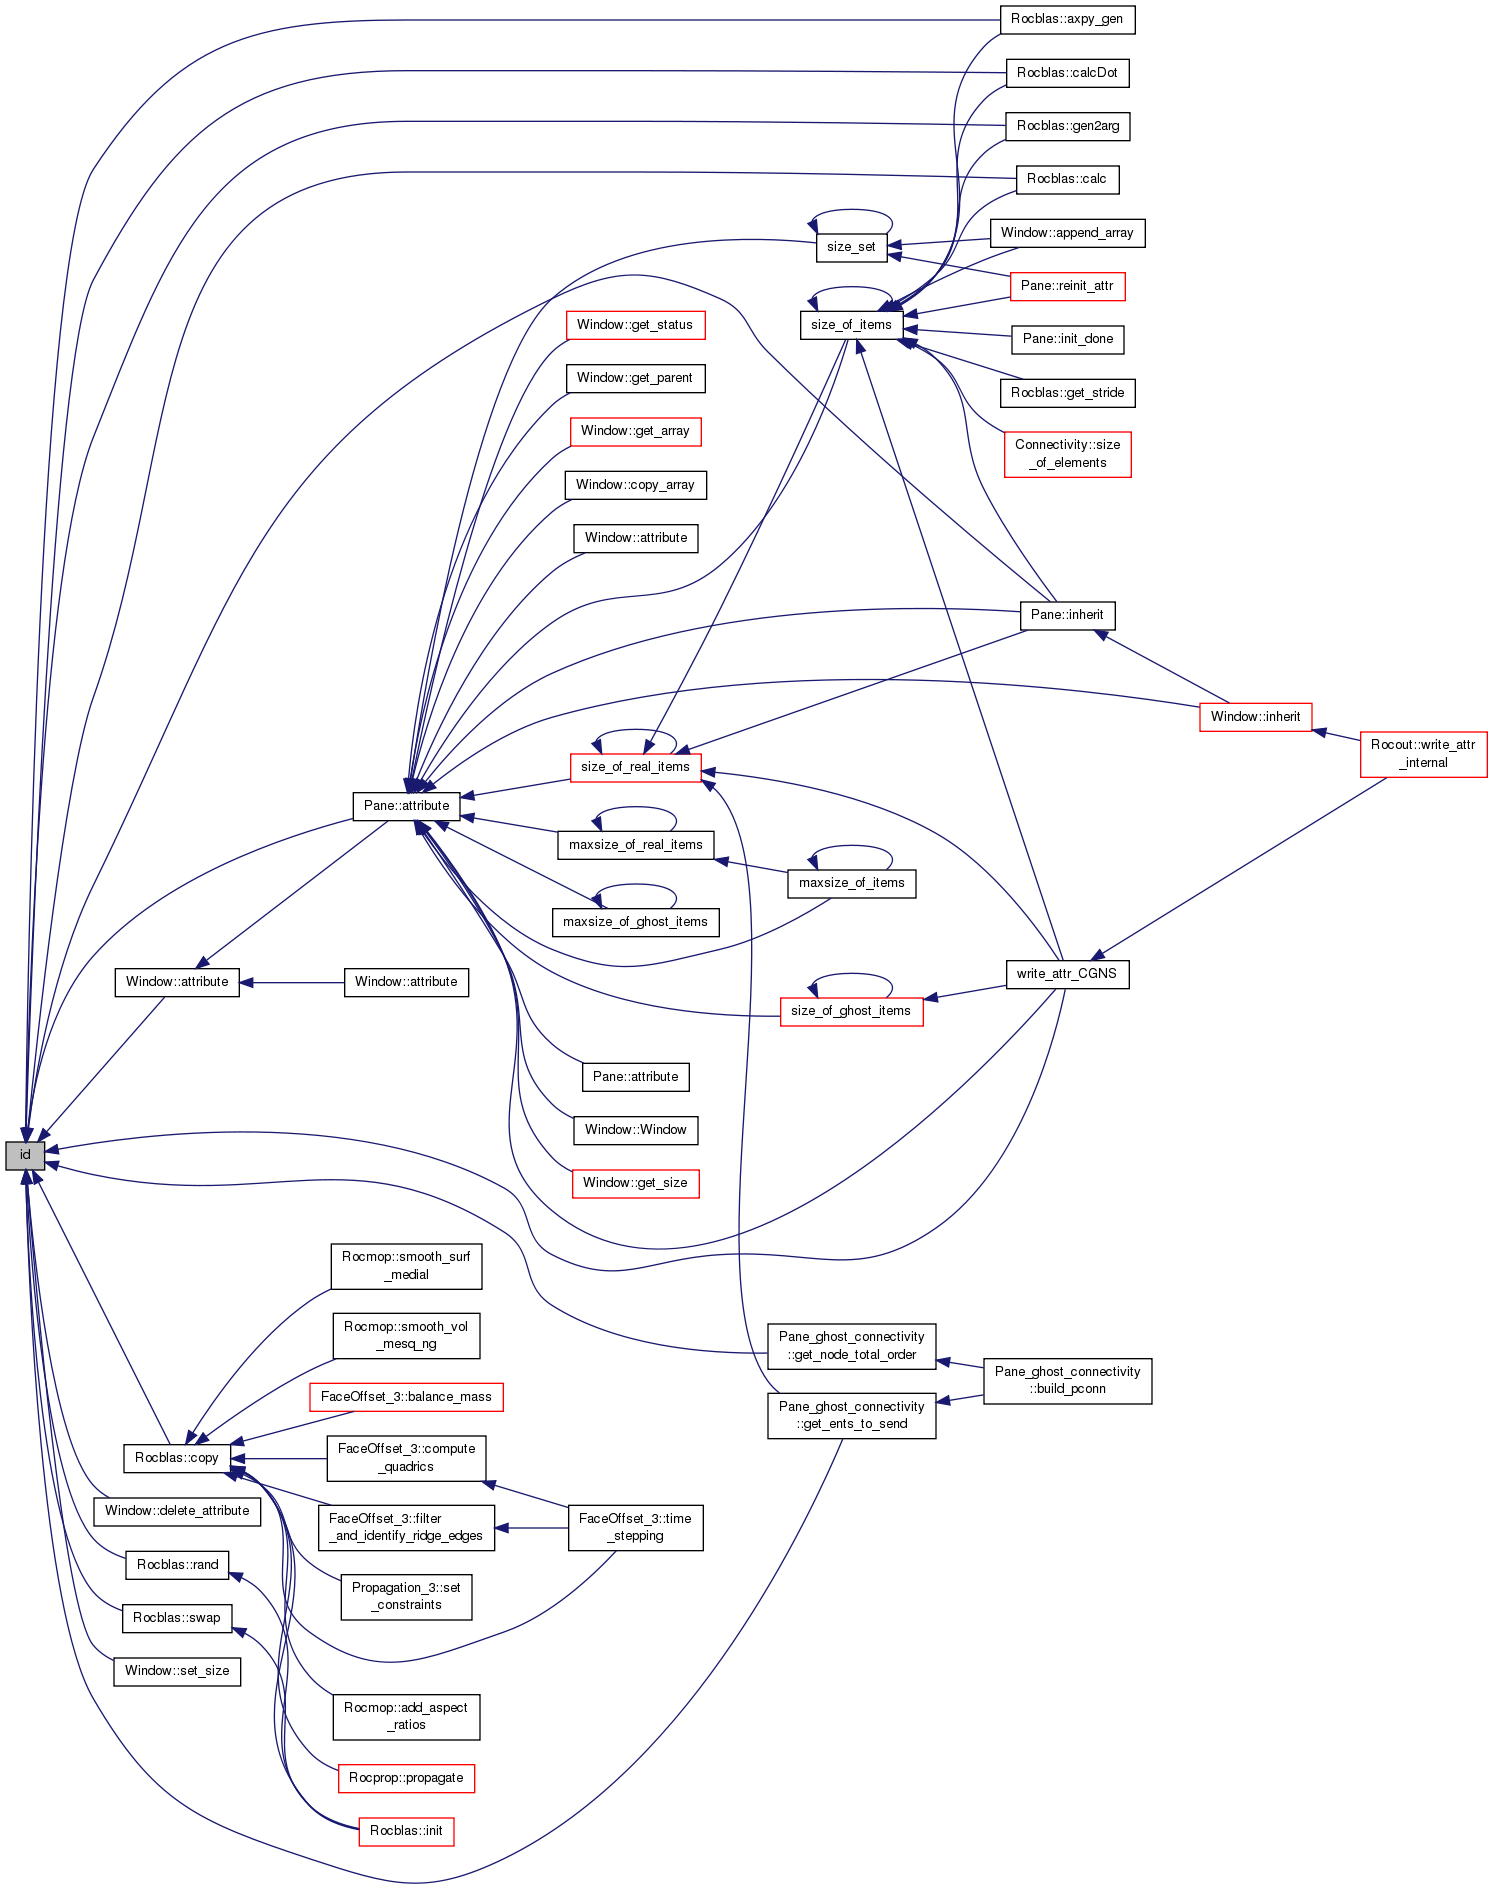 Rocblas::axpy_gen
Rocblas::calcDot
Rocblas::gen2arg
Rocblas::calc
Window::append_array
size_set
Pane::reinit_attr
Window::get_status
size_of_items
Pane::init_done
Window::get_parent
Rocblas::get_stride
Window::get_array
Connectivity::size
_of_elements
Window::copy_array
Window::attribute
Pane::inherit
Window::inherit
Rocout::write_attr
_internal
size_of_real_items
Pane::attribute
maxsize_of_real_items
maxsize_of_items
maxsize_of_ghost_items
Window::attribute
Window::attribute
write_attr_CGNS
size_of_ghost_items
Pane::attribute
Window::Window
id
Window::get_size
Rocmop::smooth_surf
_medial
Rocmop::smooth_vol
_mesq_ng
Pane_ghost_connectivity
::get_node_total_order
Pane_ghost_connectivity
::build_pconn
FaceOffset_3::balance_mass
Pane_ghost_connectivity
::get_ents_to_send
Rocblas::copy
FaceOffset_3::compute
_quadrics
Window::delete_attribute
FaceOffset_3::filter
_and_identify_ridge_edges
FaceOffset_3::time
_stepping
Rocblas::rand
Propagation_3::set
_constraints
Rocblas::swap
Window::set_size
Rocmop::add_aspect
_ratios
Rocprop::propagate
Rocblas::init